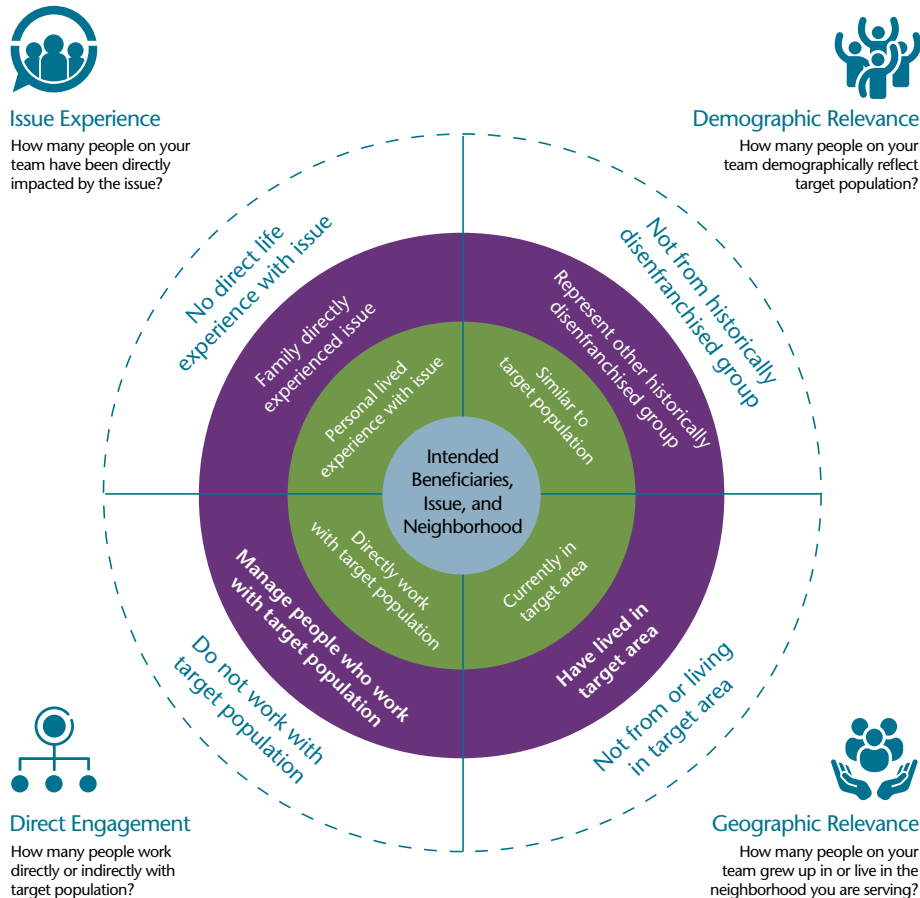 Issue Experience
How many people on your
team have been directly
impacted by the issue?
Demographic Relevance
How many people on your
team demographically reflect
target population?
No direct life
experience with issue
Not from historically
disenfranchised group
Family directly
experienced issue
Represent other historically
disenfranchised group
Personal lived
experience with issue
Similar to
target population
Intended
Beneficiaries,
Issue, and
Neighborhood
Directly work
with target population
Currently in
target area
Manage people who work
with target population
Have lived in
target area
Do not work with
target population
Not from or living
in target area
Direct Engagement
How many people work
directly or indirectly with
target population?
Geographic Relevance
How many people on your
team grew up in or live in the
neighborhood you are serving?